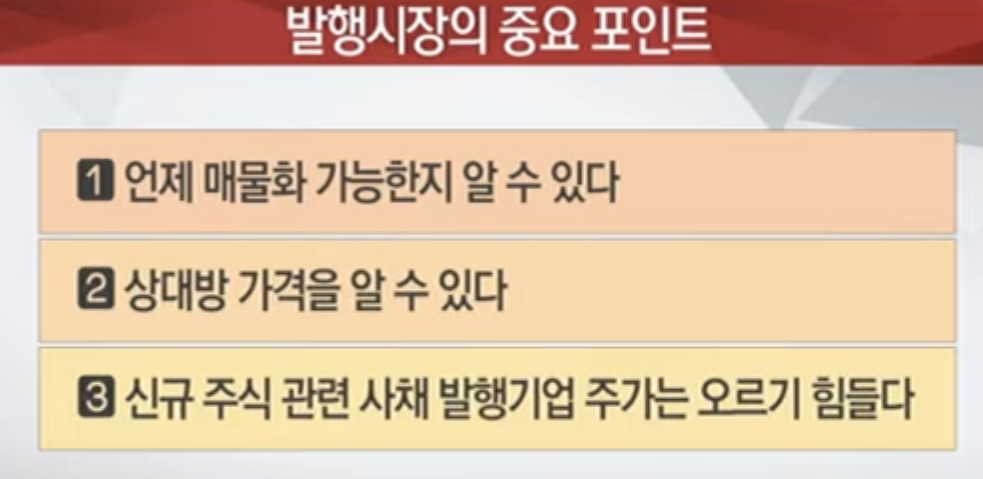 발행시장의 중요 포인트
1 언제 매물화 가능한지 알 수 있다
2 상대방 가격을 알 수 있다
3 신규 주식 관련 사채 발행기업 주가는 오르기 힘들다